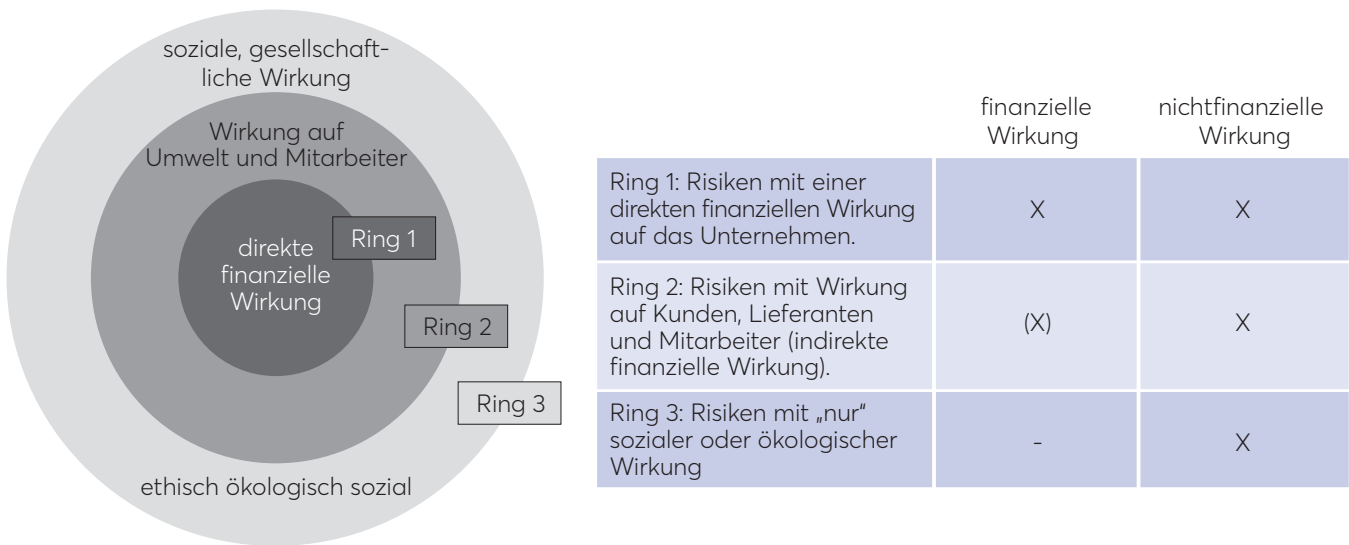 soziale, gesellschaft-
liche Wirkung
Wirkung auf
Umwelt und Mitarbeiter
direkte
finanzielle
Wirkung
Ring 1
Ring 2
Ring 3
ethisch ökologisch sozial
finanzielle
Wirkung
nichtfinanzielle
Wirkung
Ring 1: Risiken mit einer
direkten finanziellen Wirkung
auf das Unternehmen.
X
X
Ring 2: Risiken mit Wirkung
auf Kunden, Lieferanten
und Mitarbeiter (indirekte
finanzielle Wirkung).
(X)
X
Ring 3: Risiken mit „nur“
sozialer oder ökologischer
Wirkung
-
X